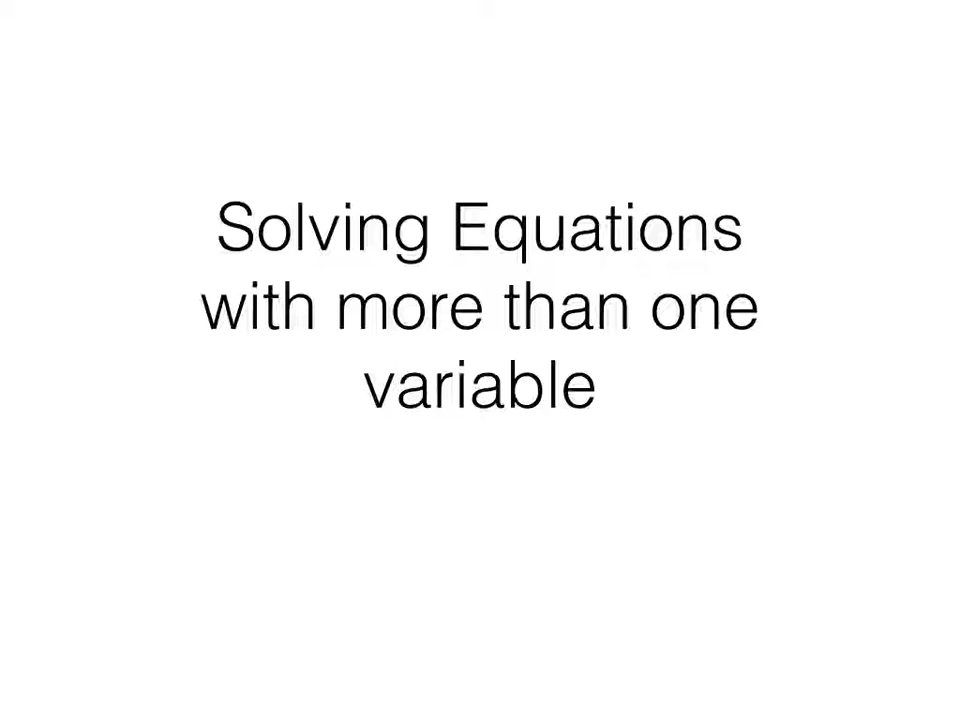 Solving Equations
with more than one
variable